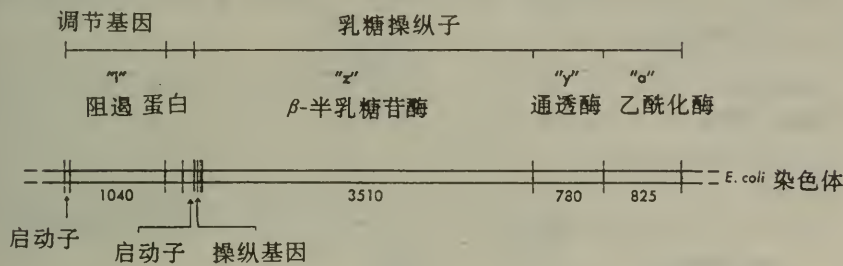 调节基因 乳糖操纵子
"i" "z" "y" "a"
阻遏蛋白 β-半乳糖苷酶 通透酶 乙酰化酶
E. coli 染色体
1040 3510 780 825
启动子
启动子 操纵基因